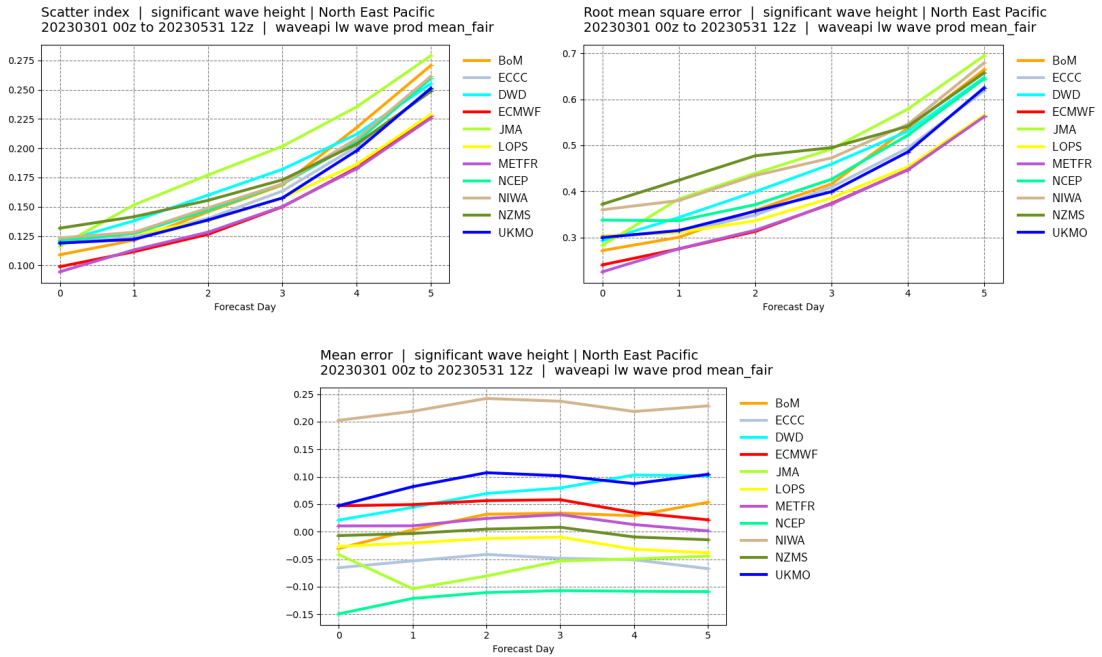 Scatter index | significant wave height | North East Pacific
20230301 00z to 20230531 12z | waveapi lw wave prod mean_fair
0.275
0.250
0.225
0.200
0.175
0.150
0.125
0.100
0 1 2 3 4 5
Forecast Day
BoM
ECCC
DWD
ECMWF
JMA
LOPS
METFR
NCEP
NIWA
NZMS
UKMO
Root mean square error | significant wave height | North East Pacific
20230301 00z to 20230531 12z | waveapi lw wave prod mean_fair
0.7
0.6
0.5
0.4
0.3
0 1 2 3 4 5
Forecast Day
BoM
ECCC
DWD
ECMWF
JMA
LOPS
METFR
NCEP
NIWA
NZMS
UKMO
Mean error | significant wave height | North East Pacific
20230301 00z to 20230531 12z | waveapi lw wave prod mean_fair
0.25
0.20
0.15
0.10
0.05
0.00
−0.05
−0.10
−0.15
0 1 2 3 4 5
Forecast Day
BoM
ECCC
DWD
ECMWF
JMA
LOPS
METFR
NCEP
NIWA
NZMS
UKMO